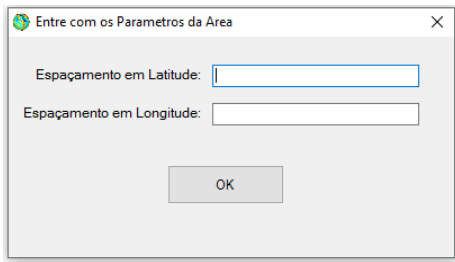 Entre com os Parametros da Area
Espaçamento em Latitude:
Espaçamento em Longitude:
OK